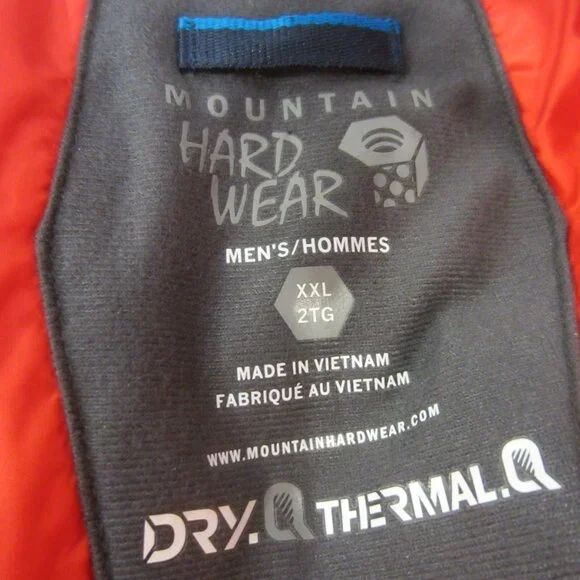 MOUNTAIN
HARD
WEAR
MEN'S/HOMMES
XXL
2TG
MADE IN VIETNAM
FABRIQUÉ AU VIETNAM
WWW.MOUNTAINHARDWEAR.COM
DRY.Q THERMAL.Q